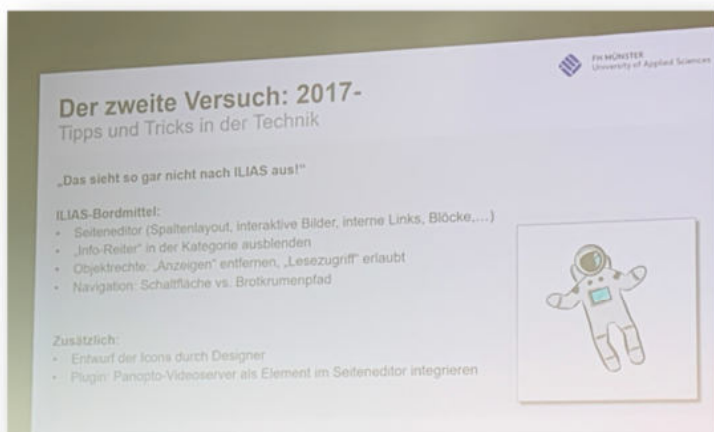 FH MÜNSTER
University of Applied Sciences
Der zweite Versuch: 2017-
Tipps und Tricks in der Technik
„Das sieht so gar nicht nach ILIAS aus!“
ILIAS-Bordmittel:
• Seiteneditor (Spaltenlayout, interaktive Bilder, interne Links, Blöcke,…)
• „Info-Reiter“ in der Kategorie ausblenden
• Objektrechte: „Anzeigen“ entfernen, „Lesezugriff“ erlaubt
• Navigation: Schaltfläche vs. Brotkrumenpfad
Zusätzlich:
• Entwurf der Icons durch Designer
• Plugin: Panopto-Videoserver als Element im Seiteneditor integrieren